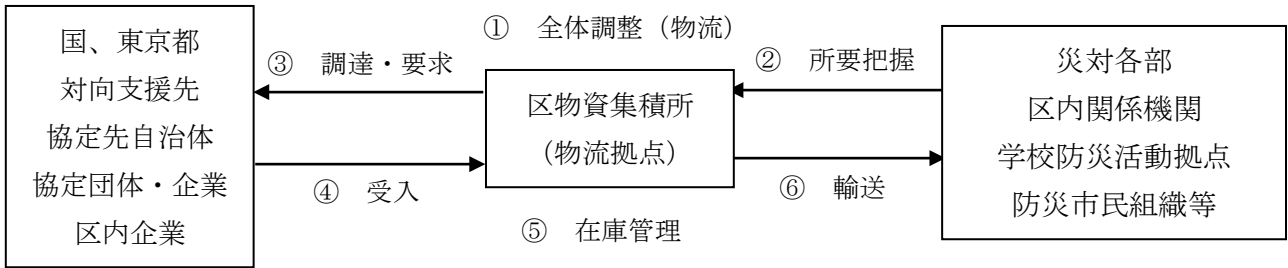 国、東京都
対向支援先
協定先自治体
協定団体・企業
区内企業
① 全体調整（物流）
③ 調達・要求
② 所要把握
区物資集積所
（物流拠点）
④ 受入
⑥ 輸送
⑤ 在庫管理
災対各部
区内関係機関
学校防災活動拠点
防災市民組織等